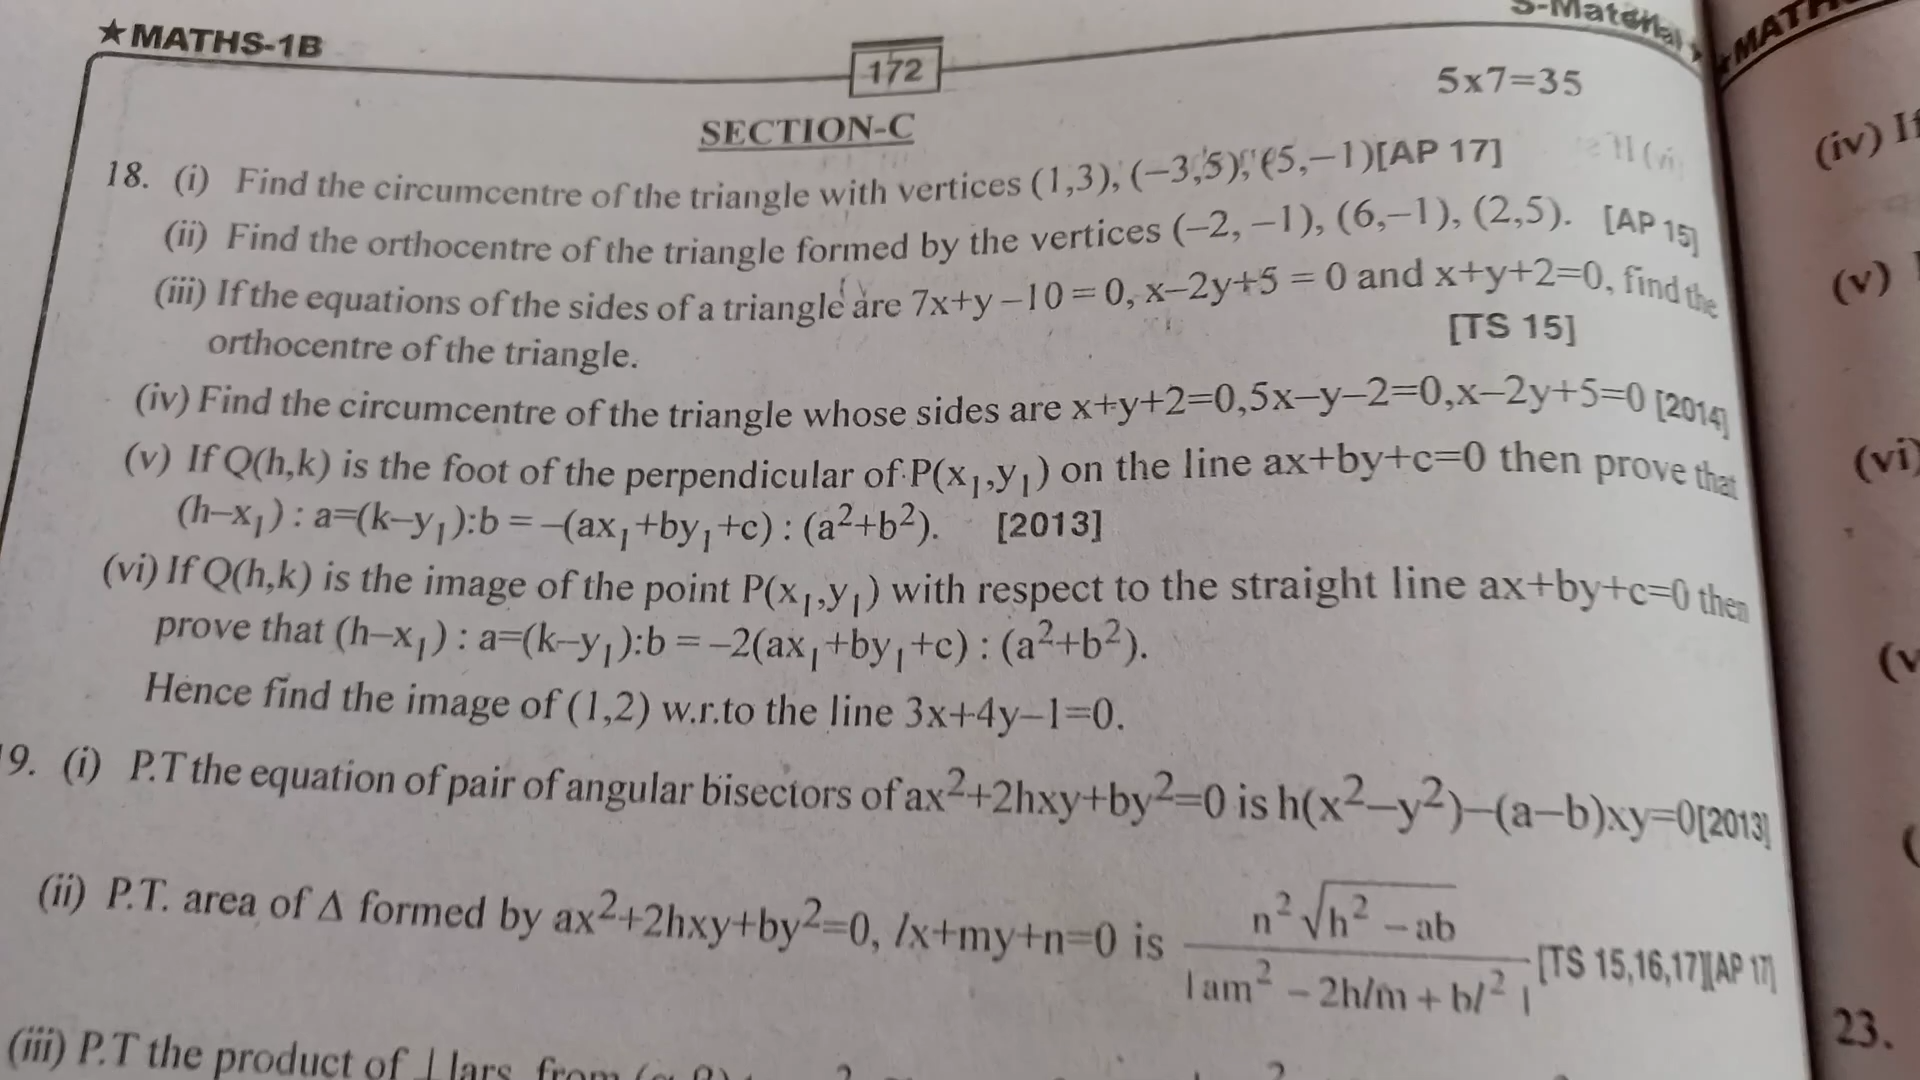 ★MATHS-1B
172
S-Material ★
5x7=35
SECTION-C
18. (i) Find the circumcentre of the triangle with vertices (1,3), (−3,5), (5,−1)[AP 17]
(ii) Find the orthocentre of the triangle formed by the vertices (−2, −1), (6,−1), (2,5). [AP 15]
(iii) If the equations of the sides of a triangle are 7x+y−10=0, x−2y+5 = 0 and x+y+2=0, find the
orthocentre of the triangle. [TS 15]
(iv) Find the circumcentre of the triangle whose sides are x+y+2=0,5x−y−2=0,x−2y+5=0 [2014]
(v) If Q(h,k) is the foot of the perpendicular of P(x₁,y₁) on the line ax+by+c=0 then prove that
(h−x₁) : a=(k−y₁):b = −(ax₁+by₁+c) : (a²+b²). [2013]
(vi) If Q(h,k) is the image of the point P(x₁,y₁) with respect to the straight line ax+by+c=0 then
prove that (h−x₁) : a=(k−y₁):b = −2(ax₁+by₁+c) : (a²+b²).
Hence find the image of (1,2) w.r.to the line 3x+4y−1=0.
9. (i) P.T the equation of pair of angular bisectors of ax²+2hxy+by²=0 is h(x²−y²)−(a−b)xy=0[2013]
(ii) P.T. area of Δ formed by ax²+2hxy+by²=0, lx+my+n=0 is n²√(h²−ab) / |am²−2hlm+bl²| [TS 15,16,17][AP 17]
(iii) P.T the product of ⊥lars from
★MATH
(iv) If
(v)
(vi)
(v
23.